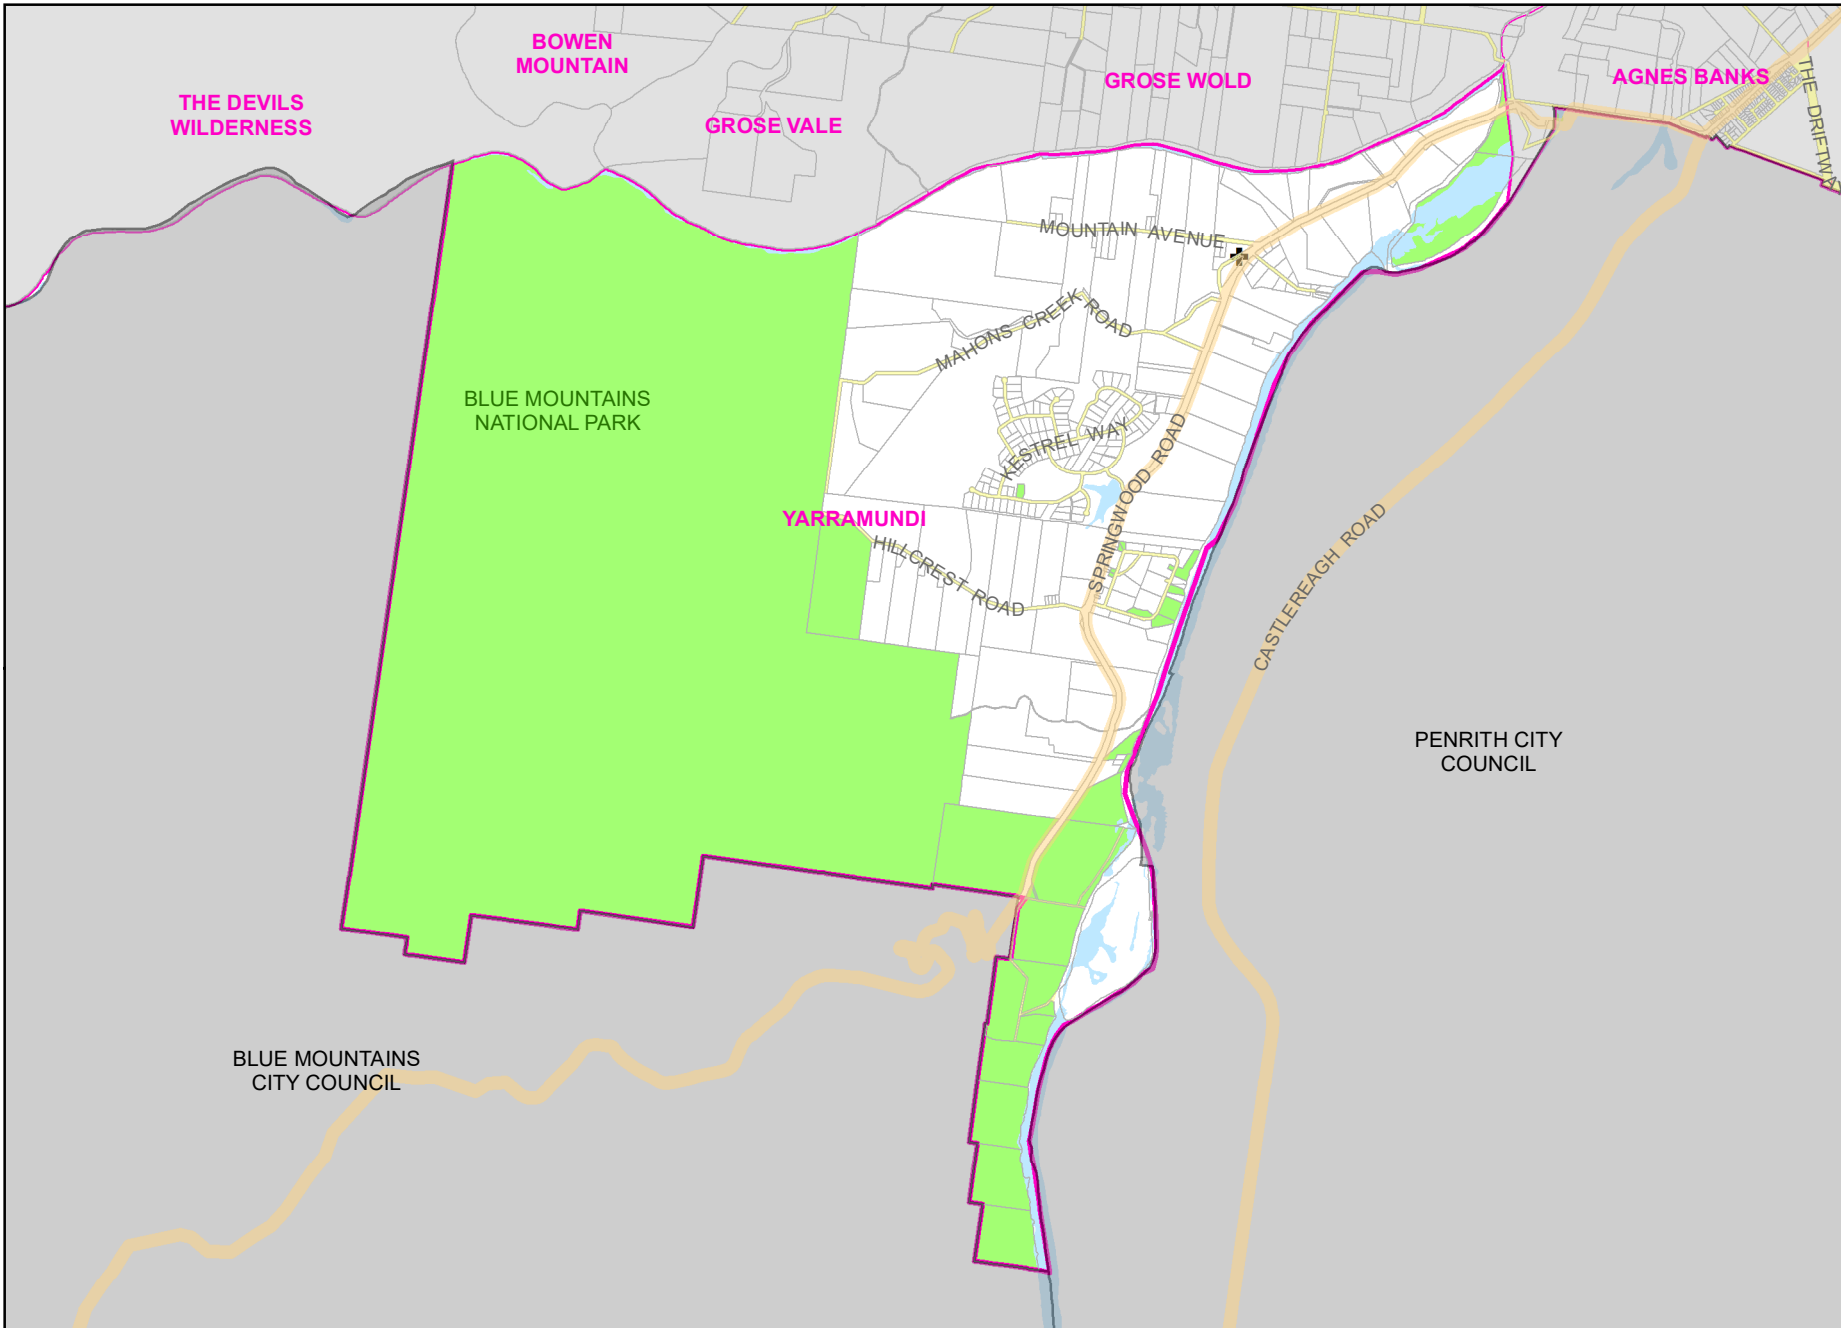 BOWEN
MOUNTAIN
GROSE WOLD
AGNES BANKS
THE DRIFTWAY
THE DEVILS
WILDERNESS
GROSE VALE
MOUNTAIN AVENUE
MAHONS CREEK ROAD
BLUE MOUNTAINS
NATIONAL PARK
KESTREL WAY
SPRINGWOOD ROAD
YARRAMUNDI
HILLCREST ROAD
CASTLEREAGH ROAD
PENRITH CITY
COUNCIL
BLUE MOUNTAINS
CITY COUNCIL